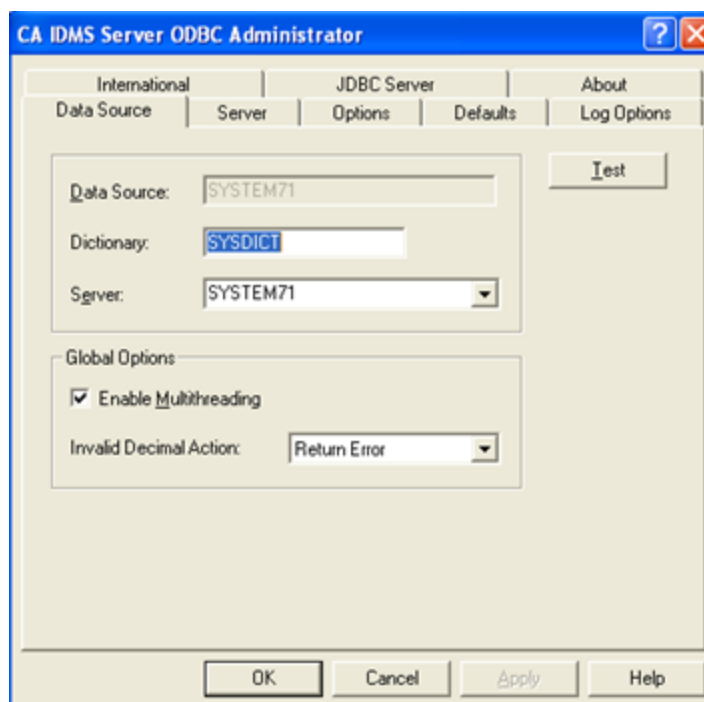 CA IDMS Server ODBC Administrator
International JDBC Server About
Data Source Server Options Defaults Log Options
Data Source: SYSTEM71 Test
Dictionary: SYSDICT
Server: SYSTEM71
Global Options
Enable Multithreading
Invalid Decimal Action: Return Error
OK Cancel Apply Help